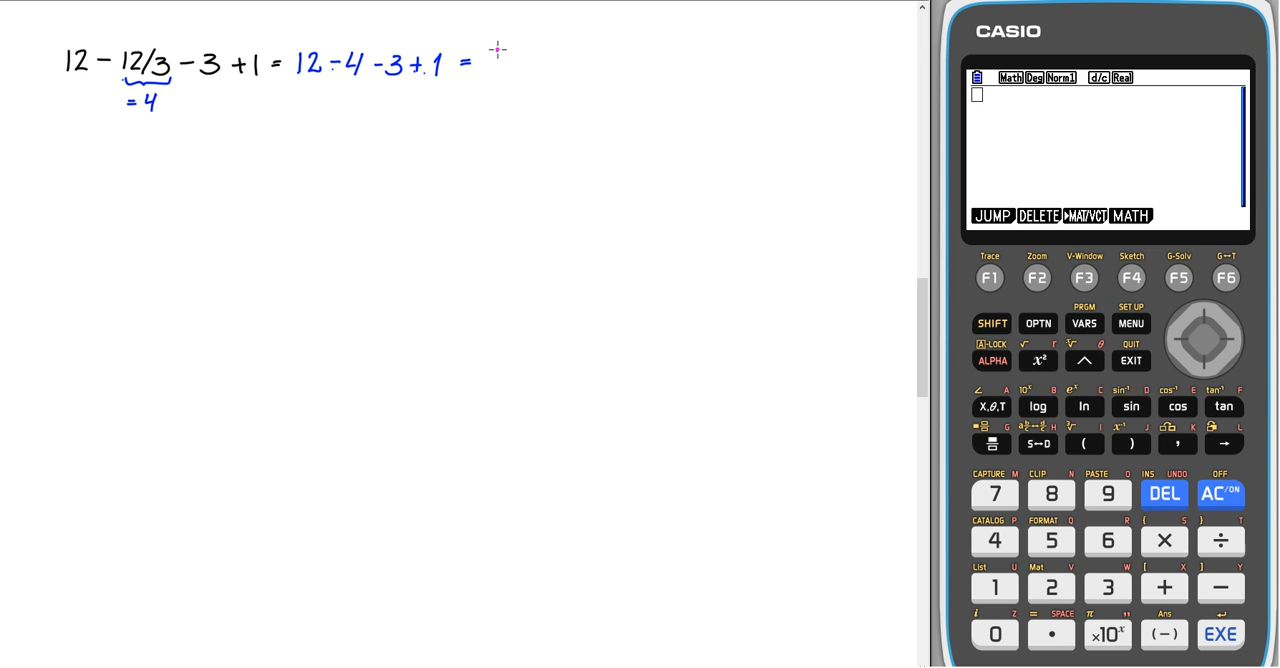 12 - 12/3 - 3 + 1 = 12 - 4 - 3 + 1 =
= 4
CASIO
Math Deg Norm1 d/c Real
JUMP DELETE ▶MAT/VCT MATH
Trace Zoom V-Window Sketch G-Solv G↔T
F1 F2 F3 F4 F5 F6
PRGM SET UP
SHIFT OPTN VARS MENU
A-LOCK √ r ∛ θ QUIT
ALPHA x² ^ EXIT
∠ A 10ˣ B eˣ C sin⁻¹ D cos⁻¹ E tan⁻¹ F
X,θ,T log ln sin cos tan
G H ∛ I x⁻¹ J K L
S↔D ( ) , →
CAPTURE M CLIP N PASTE O INS UNDO OFF
7 8 9 DEL AC/ON
CATALOG P FORMAT Q R { S } T
4 5 6 × ÷
List U Mat V W [ X ] Y
1 2 3 + −
i Z = SPACE π " Ans ↵
0 • ×10ˣ (−) EXE